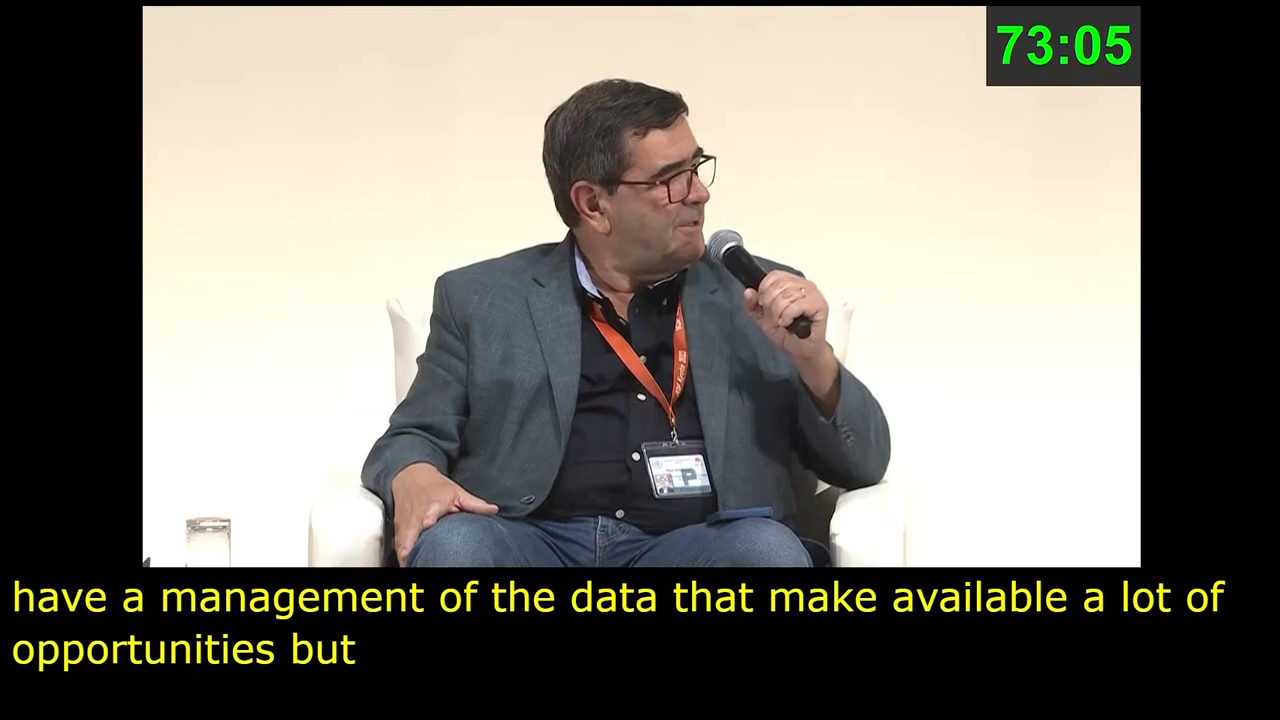 73:05
have a management of the data that make available a lot of
opportunities but